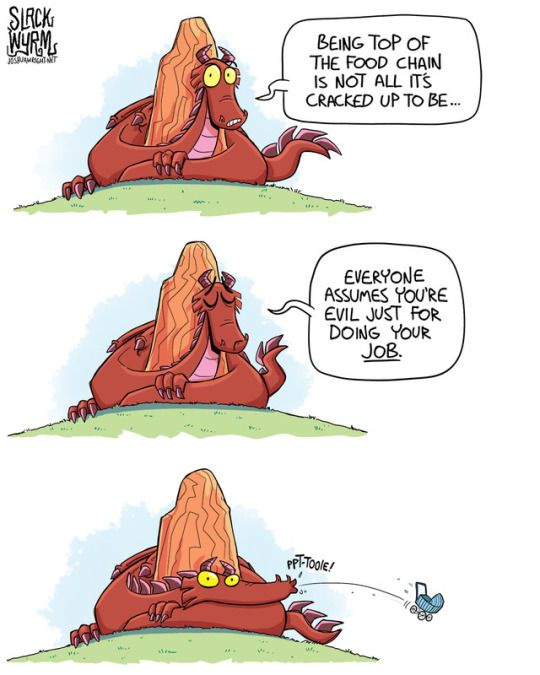 SLACK
WYRM
JOSHUAWRIGHT.NET
BEING TOP OF
THE FOOD CHAIN
IS NOT ALL IT'S
CRACKED UP TO BE...
EVERYONE
ASSUMES YOU'RE
EVIL JUST FOR
DOING YOUR
JOB.
PPT-TOOIE!